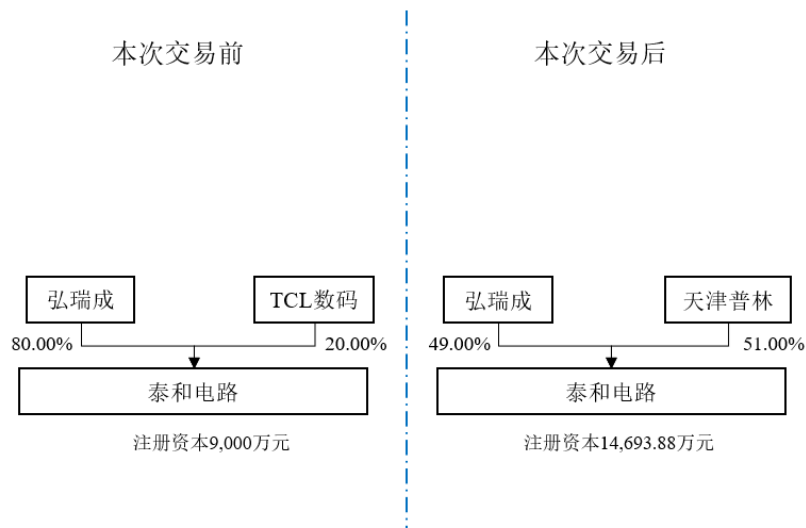 本次交易前
弘瑞成
TCL数码
80.00%
20.00%
泰和电路
注册资本9,000万元
本次交易后
弘瑞成
天津普林
49.00%
51.00%
泰和电路
注册资本14,693.88万元